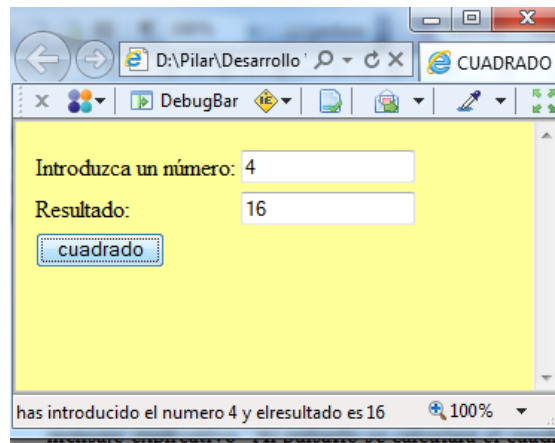 D:\Pilar\Desarrollo
CUADRADO
x
DebugBar
Introduzca un número: 4
Resultado: 16
cuadrado
has introducido el numero 4 y elresultado es 16
100%